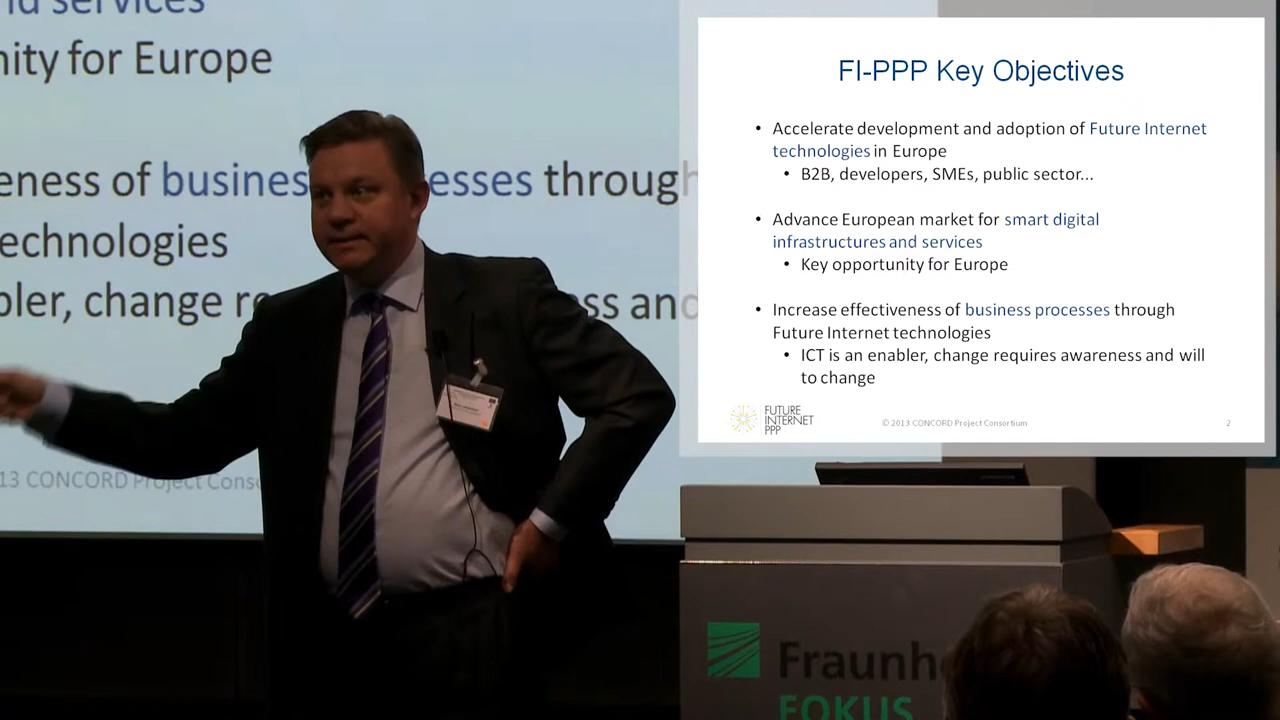 nd services
nity for Europe
eness of business
esses through
echnologies
bler, change re
ss and
13 CONCORD Project Conso
FI-PPP Key Objectives
• Accelerate development and adoption of Future Internet
technologies in Europe
• B2B, developers, SMEs, public sector...
• Advance European market for smart digital
infrastructures and services
• Key opportunity for Europe
• Increase effectiveness of business processes through
Future Internet technologies
• ICT is an enabler, change requires awareness and will
to change
FUTURE
INTERNET
PPP
© 2013 CONCORD Project Consortium
2
Fraunh
FOKUS